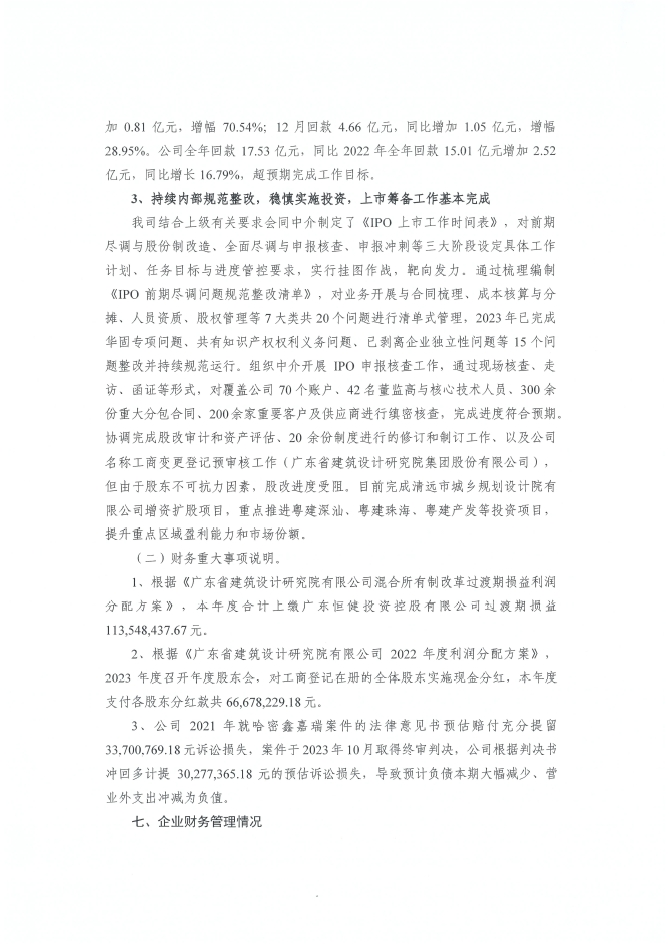 加 0.81 亿元，增幅 70.54%；12 月回款 4.66 亿元，同比增加 1.05 亿元，增幅
28.95%。公司全年回款 17.53 亿元，同比 2022 年全年回款 15.01 亿元增加 2.52
亿元，同比增长 16.79%，超预期完成工作目标。
3、持续内部规范整改，稳慎实施投资，上市筹备工作基本完成
我司结合上级有关要求会同中介制定了《IPO 上市工作时间表》，对前期
尽调与股份制改造、全面尽调与申报核查、申报冲刺等三大阶段设定具体工作
计划、任务目标与进度管控要求，实行挂图作战，靶向发力。通过梳理编制
《IPO 前期尽调问题规范整改清单》，对业务开展与合同梳理、成本核算与分
摊、人员资质、股权管理等 7 大类共 20 个问题进行清单式管理，2023 年已完成
华固专项问题、共有知识产权权利义务问题、已剥离企业独立性问题等 15 个问
题整改并持续规范运行。组织中介开展 IPO 申报核查工作，通过现场核查、走
访、函证等形式，对覆盖公司 70 个账户、42 名董监高与核心技术人员、300 余
份重大分包合同、200 余家重要客户及供应商进行缜密核查，完成进度符合预期。
协调完成股改审计和资产评估、20 余份制度进行的修订和制订工作、以及公司
名称工商变更登记预审核工作（广东省建筑设计研究院集团股份有限公司），
但由于股东不可抗力因素，股改进度受阻。目前完成清远市城乡规划设计院有
限公司增资扩股项目，重点推进粤建深汕、粤建珠海、粤建产发等投资项目，
提升重点区域盈利能力和市场份额。
（二）财务重大事项说明。
1、根据《广东省建筑设计研究院有限公司混合所有制改革过渡期损益利润
分配方案》，本年度合计上缴广东恒健投资控股有限公司过渡期损益
113,548,437.67 元。
2、根据《广东省建筑设计研究院有限公司 2022 年度利润分配方案》，
2023 年度召开年度股东会，对工商登记在册的全体股东实施现金分红，本年度
支付各股东分红款共 66,678,229.18 元。
3、公司 2021 年就哈密鑫嘉瑞案件的法律意见书预估赔付充分提留
33,700,769.18 元诉讼损失，案件于 2023 年 10 月取得终审判决，公司根据判决书
冲回多计提 30,277,365.18 元的预估诉讼损失，导致预计负债本期大幅减少、营
业外支出冲减为负值。
七、企业财务管理情况